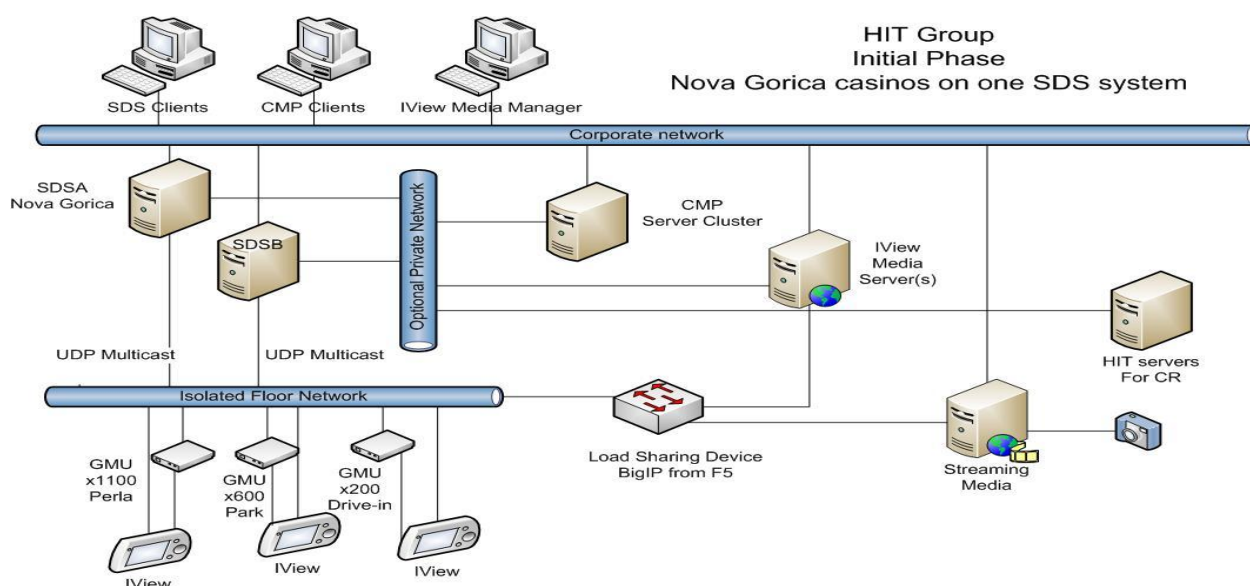 HIT Group
Initial Phase
Nova Gorica casinos on one SDS system
SDS Clients
CMP Clients
IView Media Manager
Corporate network
SDSA
Nova Gorica
SDSB
Optional Private Network
CMP
Server Cluster
IView
Media
Server(s)
HIT servers
For CR
UDP Multicast
UDP Multicast
Isolated Floor Network
Load Sharing Device
BigIP from F5
Streaming
Media
GMU
x1100
Perla
GMU
x600
Park
GMU
x200
Drive-in
IView
IView
IView